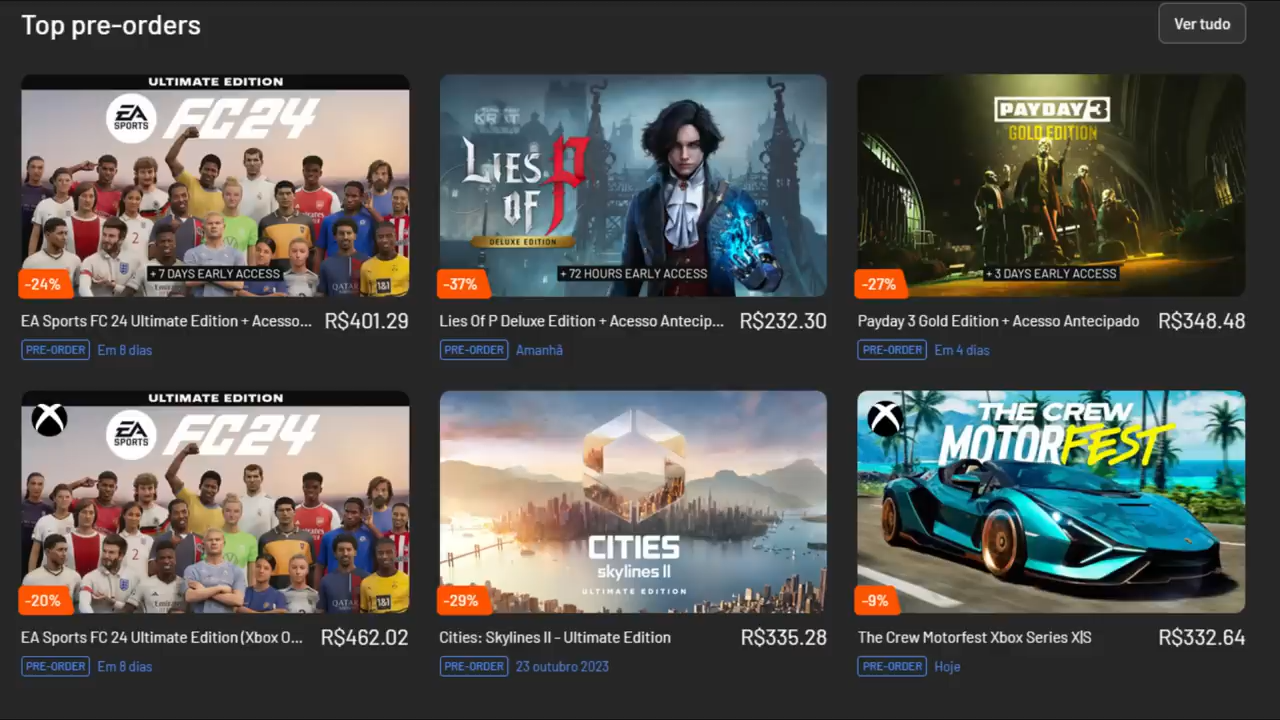 Top pre-orders
Ver tudo
ULTIMATE EDITION
EA SPORTS FC24
+ 7 DAYS EARLY ACCESS
-24%
EA Sports FC 24 Ultimate Edition + Acesso... R$401.29
PRE-ORDER Em 8 dias
LIES OF P
DELUXE EDITION
+ 72 HOURS EARLY ACCESS
-37%
Lies Of P Deluxe Edition + Acesso Antecip... R$232.30
PRE-ORDER Amanhã
PAYDAY 3
GOLD EDITION
+ 3 DAYS EARLY ACCESS
-27%
Payday 3 Gold Edition + Acesso Antecipado R$348.48
PRE-ORDER Em 4 dias
ULTIMATE EDITION
EA SPORTS FC24
-20%
EA Sports FC 24 Ultimate Edition (Xbox O... R$462.02
PRE-ORDER Em 8 dias
CITIES
skylines II
ULTIMATE EDITION
-29%
Cities: Skylines II - Ultimate Edition R$335.28
PRE-ORDER 23 outubro 2023
THE CREW
MOTORFEST
-9%
The Crew Motorfest Xbox Series X|S R$332.64
PRE-ORDER Hoje